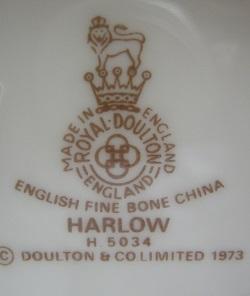 MADE IN ENGLAND
ROYAL·DOULTON
ENGLAND
ENGLISH FINE BONE CHINA
HARLOW
H. 5034
© DOULTON & CO LIMITED 1973